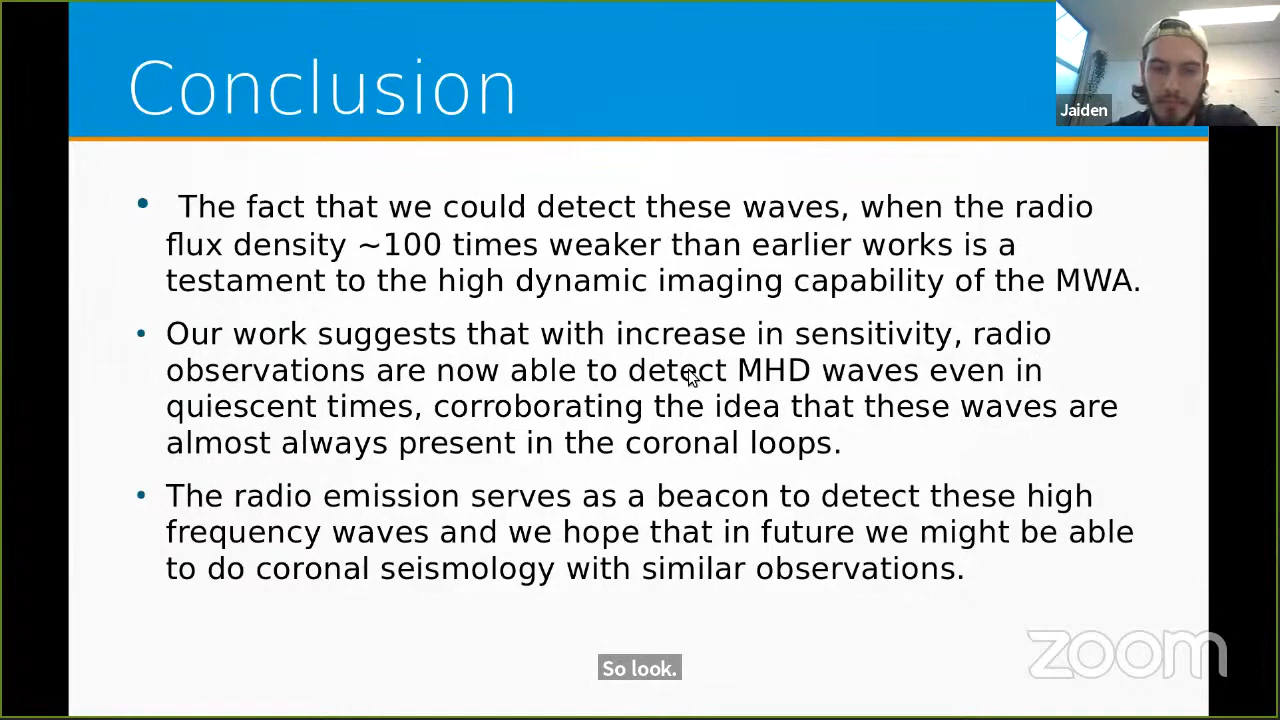 Conclusion
Jaiden
• The fact that we could detect these waves, when the radio
flux density ~100 times weaker than earlier works is a
testament to the high dynamic imaging capability of the MWA.
• Our work suggests that with increase in sensitivity, radio
observations are now able to detect MHD waves even in
quiescent times, corroborating the idea that these waves are
almost always present in the coronal loops.
• The radio emission serves as a beacon to detect these high
frequency waves and we hope that in future we might be able
to do coronal seismology with similar observations.
So look.
zoom